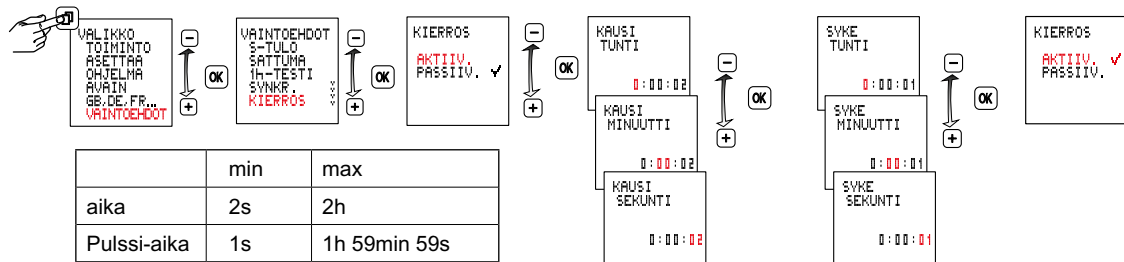 VALIKKO
TOIMINTO
ASETTAA
OHJELMA
AVAIN
GB,DE,FR...
VAINTOEHDOT
−
+
OK
VAINTOEHDOT
S-TULO
SATTUMA
1h-TESTI
SYNKR.
KIERROS
−
+
OK
KIERROS
AKTIIV.
PASSIIV. ✔
−
+
OK
KAUSI
TUNTI
0:00:02
KAUSI
MINUUTTI
0:00:02
KAUSI
SEKUNTI
0:00:02
−
+
OK
SYKE
TUNTI
0:00:01
SYKE
MINUUTTI
0:00:01
SYKE
SEKUNTI
0:00:01
−
+
OK
KIERROS
AKTIIV. ✔
PASSIIV.
min max
aika 2s 2h
Pulssi-aika 1s 1h 59min 59s